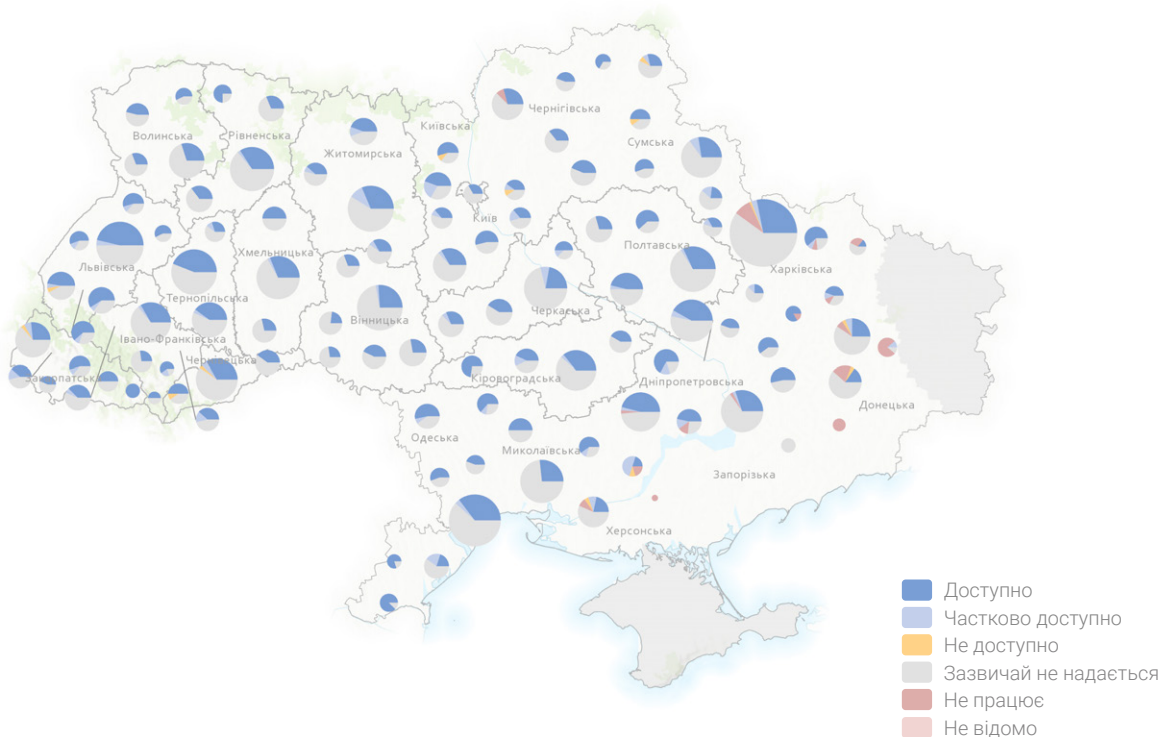 Чернігівська
Волинська
Рівненська
Київська
Житомирська
Сумська
Київ
Полтавська
Хмельницька
Львівська
Харківська
Тернопільська
Черкаська
Вінницька
Івано-Франківська
Чернівецька
Закарпатська
Кіровоградська
Дніпропетровська
Донецька
Одеська
Миколаївська
Запорізька
Херсонська
Доступно
Частково доступно
Не доступно
Зазвичай не надається
Не працює
Не відомо